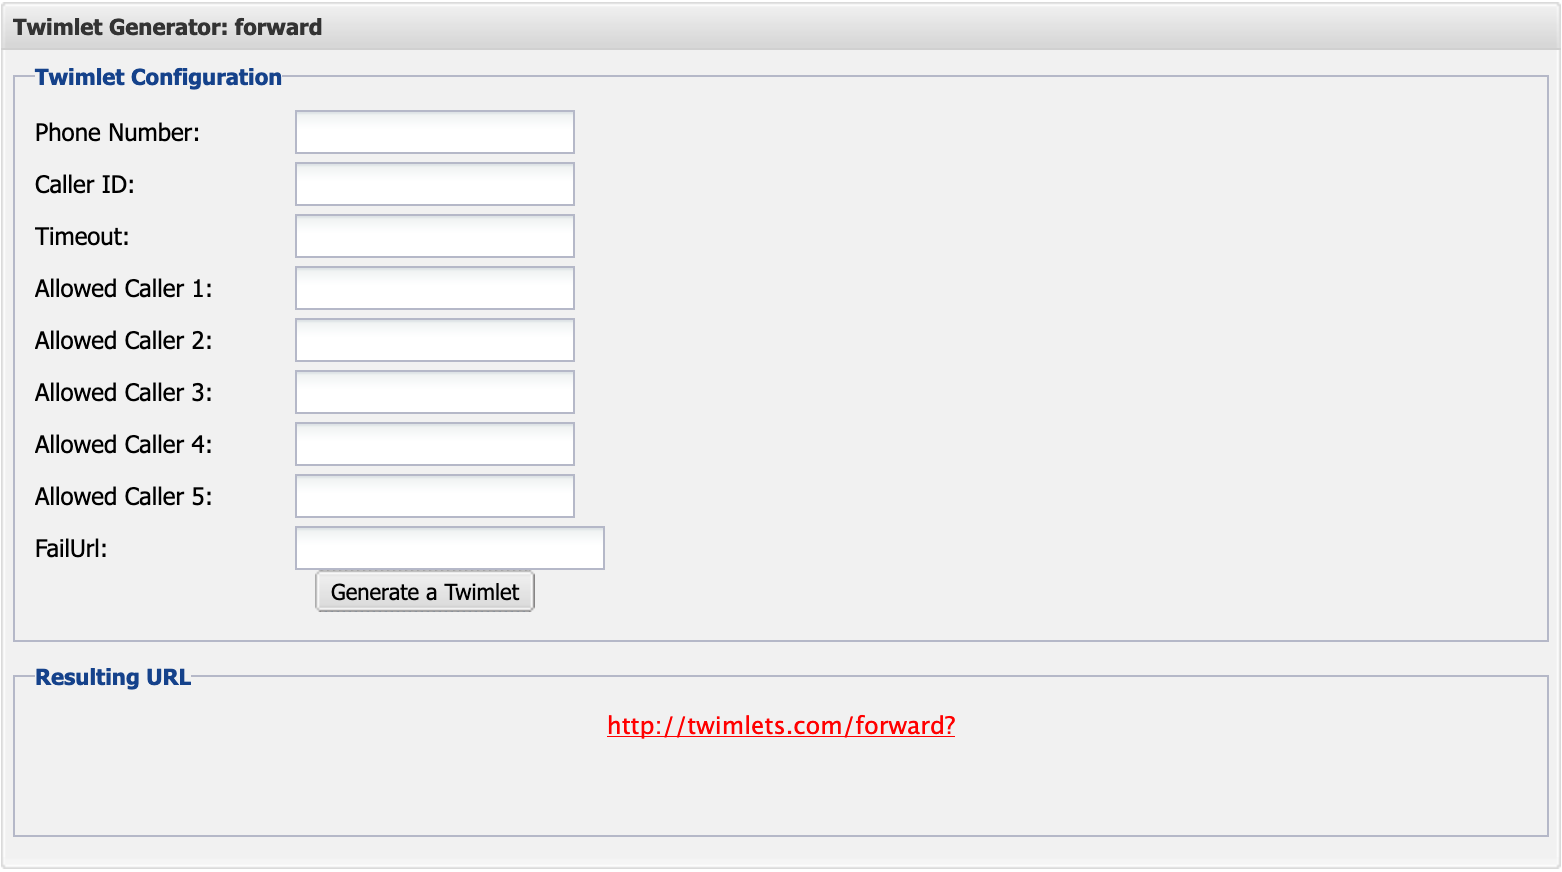 Twimlet Generator: forward
Twimlet Configuration
Phone Number:
Caller ID:
Timeout:
Allowed Caller 1:
Allowed Caller 2:
Allowed Caller 3:
Allowed Caller 4:
Allowed Caller 5:
FailUrl:
Generate a Twimlet
Resulting URL
http://twimlets.com/forward?